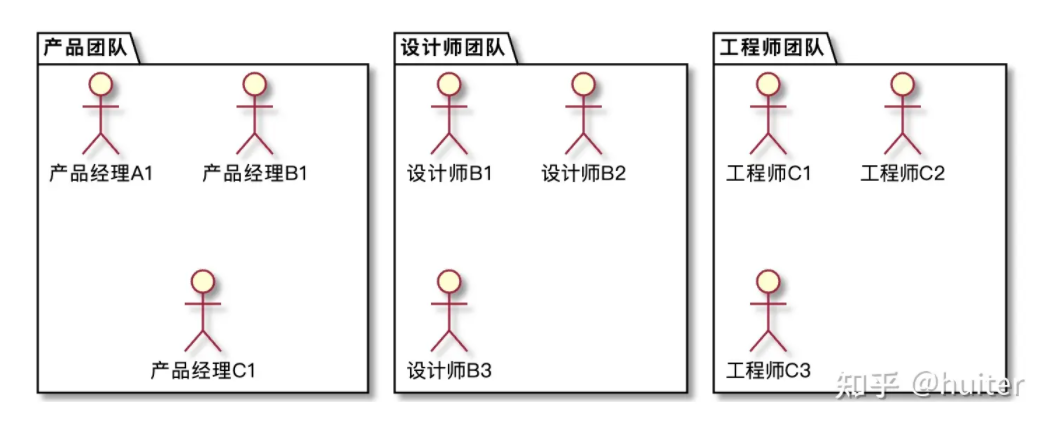 产品团队
产品经理A1
产品经理B1
产品经理C1
设计师团队
设计师B1
设计师B2
设计师B3
工程师团队
工程师C1
工程师C2
工程师C3
知乎 @huiter